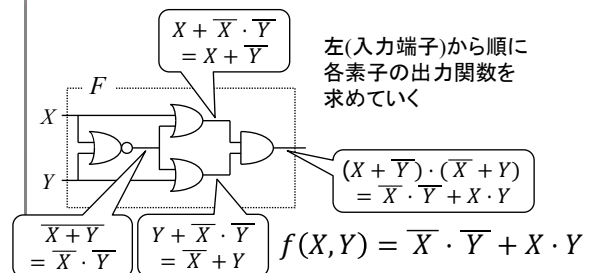 X + X̅ · Y̅
= X + Y̅
左(入力端子)から順に
各素子の出力関数を
求めていく
F
X
Y
(X + Y̅) · (X̅ + Y)
= X̅ · Y̅ + X · Y
X̅ ̅+̅ ̅Y̅
= X̅ · Y̅
Y + X̅ · Y̅
= X̅ + Y
f(X, Y) = X̅ · Y̅ + X · Y